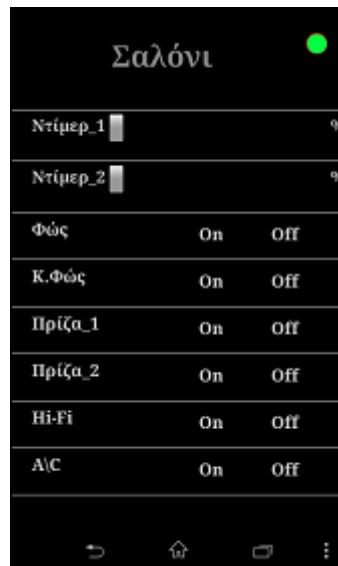 Σαλόνι
Ντίμερ_1 %
Ντίμερ_2 %
Φώς On Off
Κ.Φώς On Off
Πρίζα_1 On Off
Πρίζα_2 On Off
Hi-Fi On Off
A\C On Off